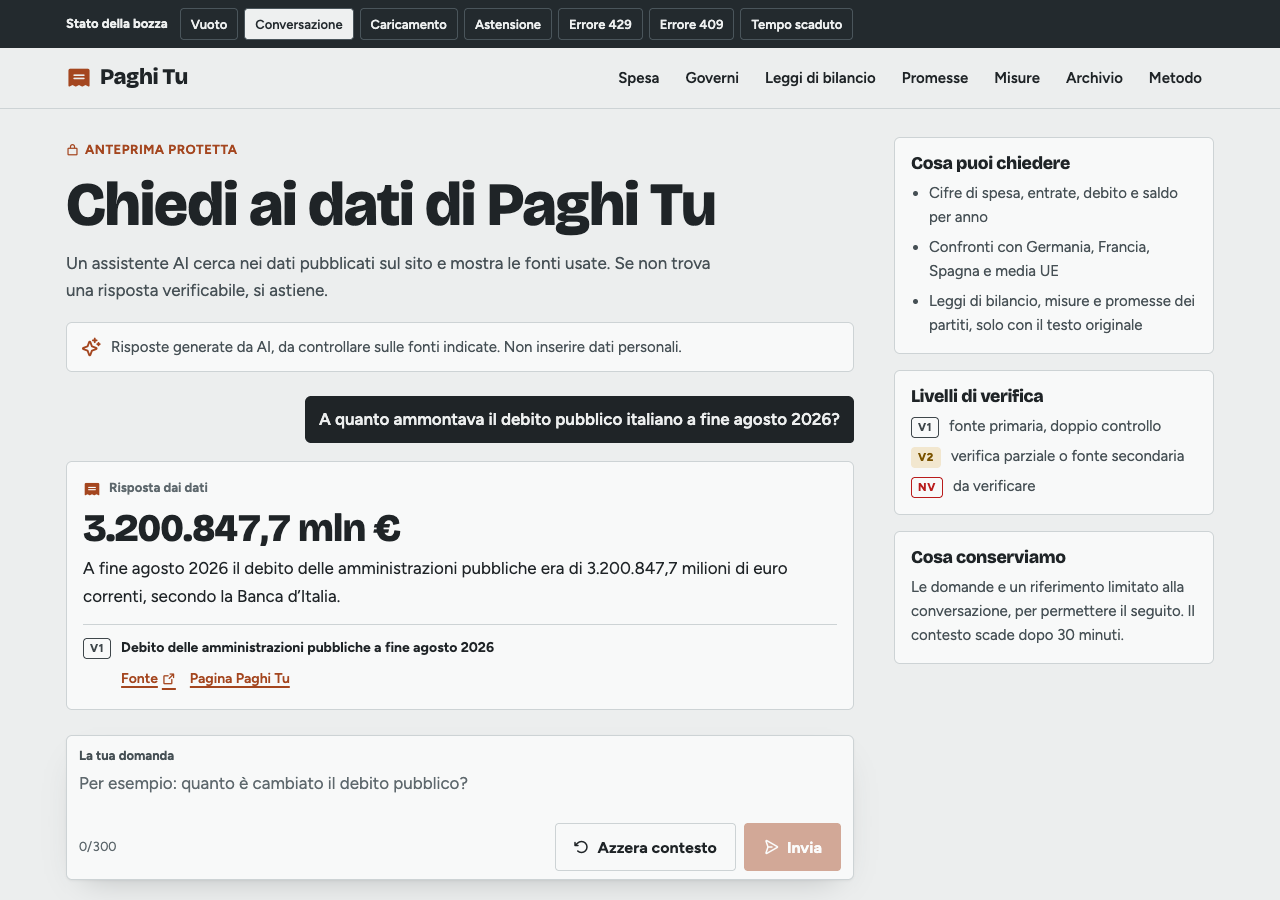 Stato della bozza
Vuoto
Conversazione
Caricamento
Astensione
Errore 429
Errore 409
Tempo scaduto
Paghi Tu
Spesa
Governi
Leggi di bilancio
Promesse
Misure
Archivio
Metodo
ANTEPRIMA PROTETTA
Chiedi ai dati di Paghi Tu
Un assistente AI cerca nei dati pubblicati sul sito e mostra le fonti usate. Se non trova
una risposta verificabile, si astiene.
Risposte generate da AI, da controllare sulle fonti indicate. Non inserire dati personali.
A quanto ammontava il debito pubblico italiano a fine agosto 2026?
Risposta dai dati
3.200.847,7 mln €
A fine agosto 2026 il debito delle amministrazioni pubbliche era di 3.200.847,7 milioni di euro
correnti, secondo la Banca d’Italia.
V1
Debito delle amministrazioni pubbliche a fine agosto 2026
Fonte
Pagina Paghi Tu
La tua domanda
Per esempio: quanto è cambiato il debito pubblico?
0/300
Azzera contesto
Invia
Cosa puoi chiedere
Cifre di spesa, entrate, debito e saldo
per anno
Confronti con Germania, Francia,
Spagna e media UE
Leggi di bilancio, misure e promesse dei
partiti, solo con il testo originale
Livelli di verifica
V1 fonte primaria, doppio controllo
V2 verifica parziale o fonte secondaria
NV da verificare
Cosa conserviamo
Le domande e un riferimento limitato alla
conversazione, per permettere il seguito. Il
contesto scade dopo 30 minuti.